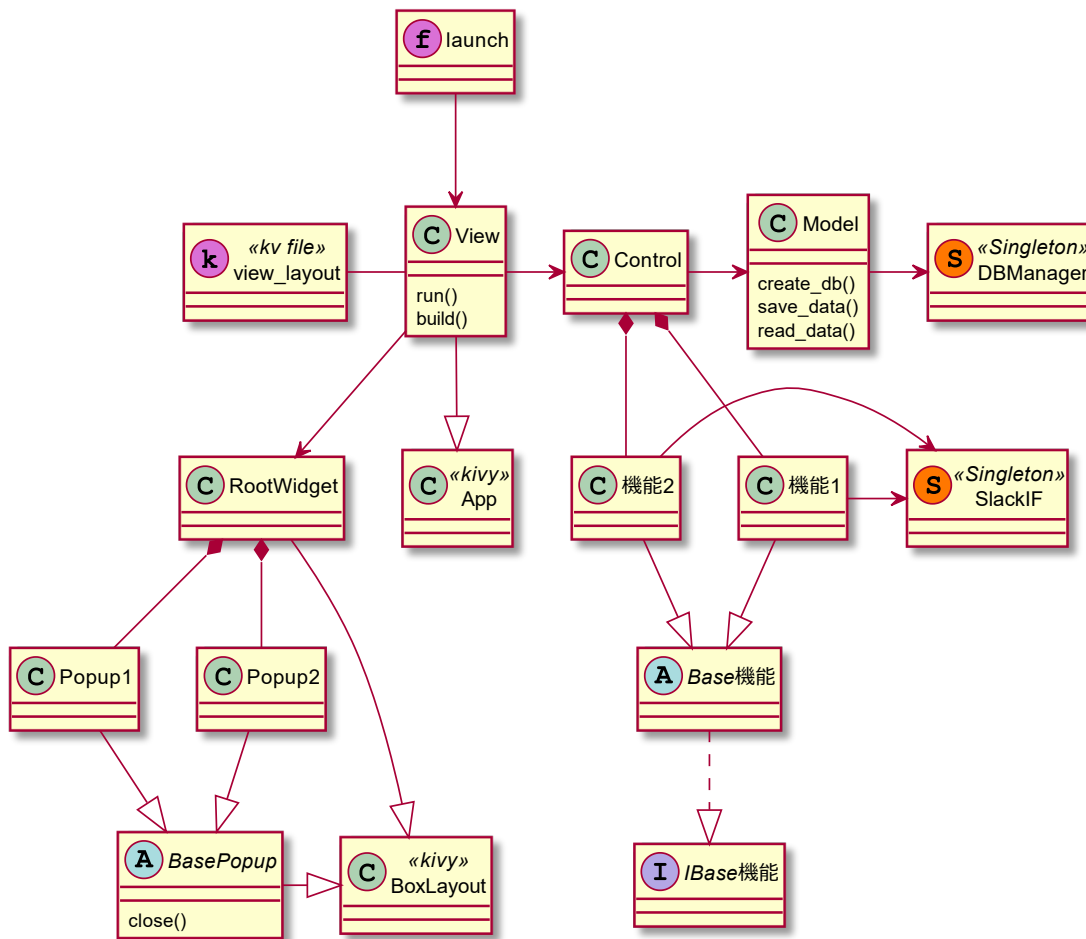 f launch
k «kv file»
view_layout
C View
run()
build()
C Control
C Model
create_db()
save_data()
read_data()
S «Singleton»
DBManager
C RootWidget
C «kivy»
App
C 機能2
C 機能1
S «Singleton»
SlackIF
C Popup1
C Popup2
A Base機能
A BasePopup
close()
C «kivy»
BoxLayout
I IBase機能